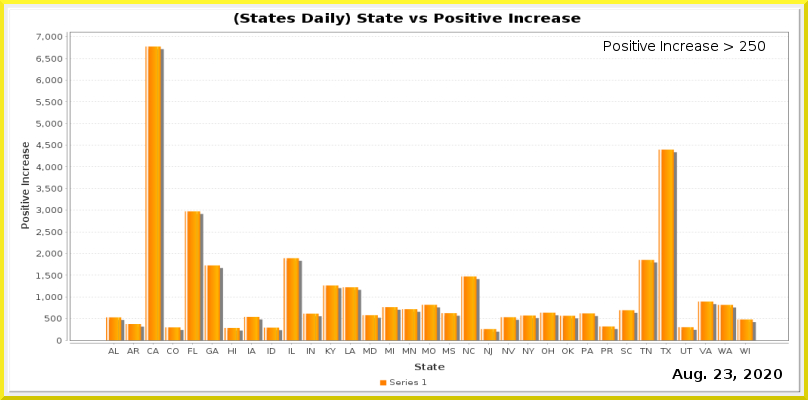 (States Daily) State vs Positive Increase
Positive Increase > 250
7,000
6,500
6,000
5,500
5,000
4,500
4,000
3,500
3,000
2,500
2,000
1,500
1,000
500
0
Positive Increase
AL AR CA CO FL GA HI IA ID IL IN KY LA MD MI MN MO MS NC NJ NV NY OH OK PA PR SC TN TX UT VA WA WI
State
Series 1
Aug. 23, 2020